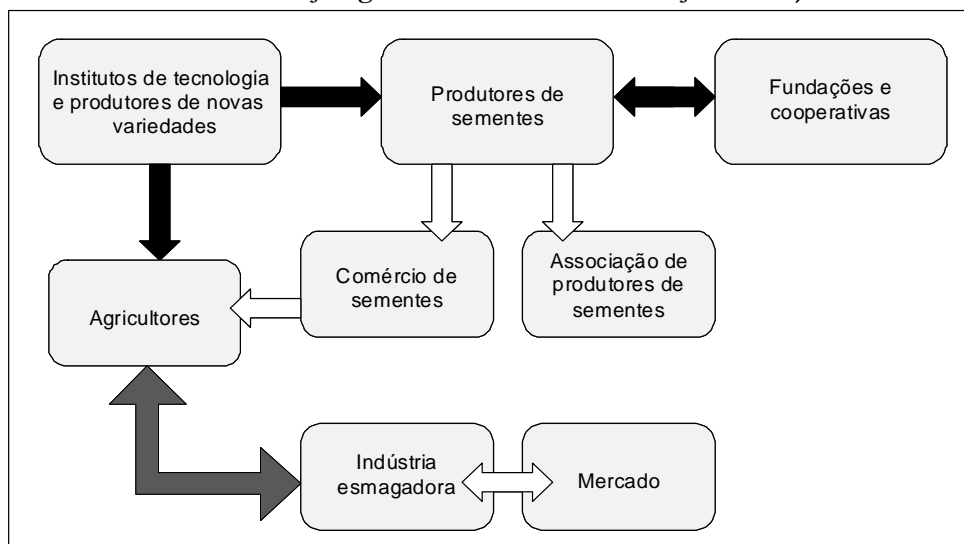 Institutos de tecnologia
e produtores de novas
variedades
Produtores de
sementes
Fundações e
cooperativas
Comércio de
sementes
Associação de
produtores de
sementes
Agricultores
Indústria
esmagadora
Mercado